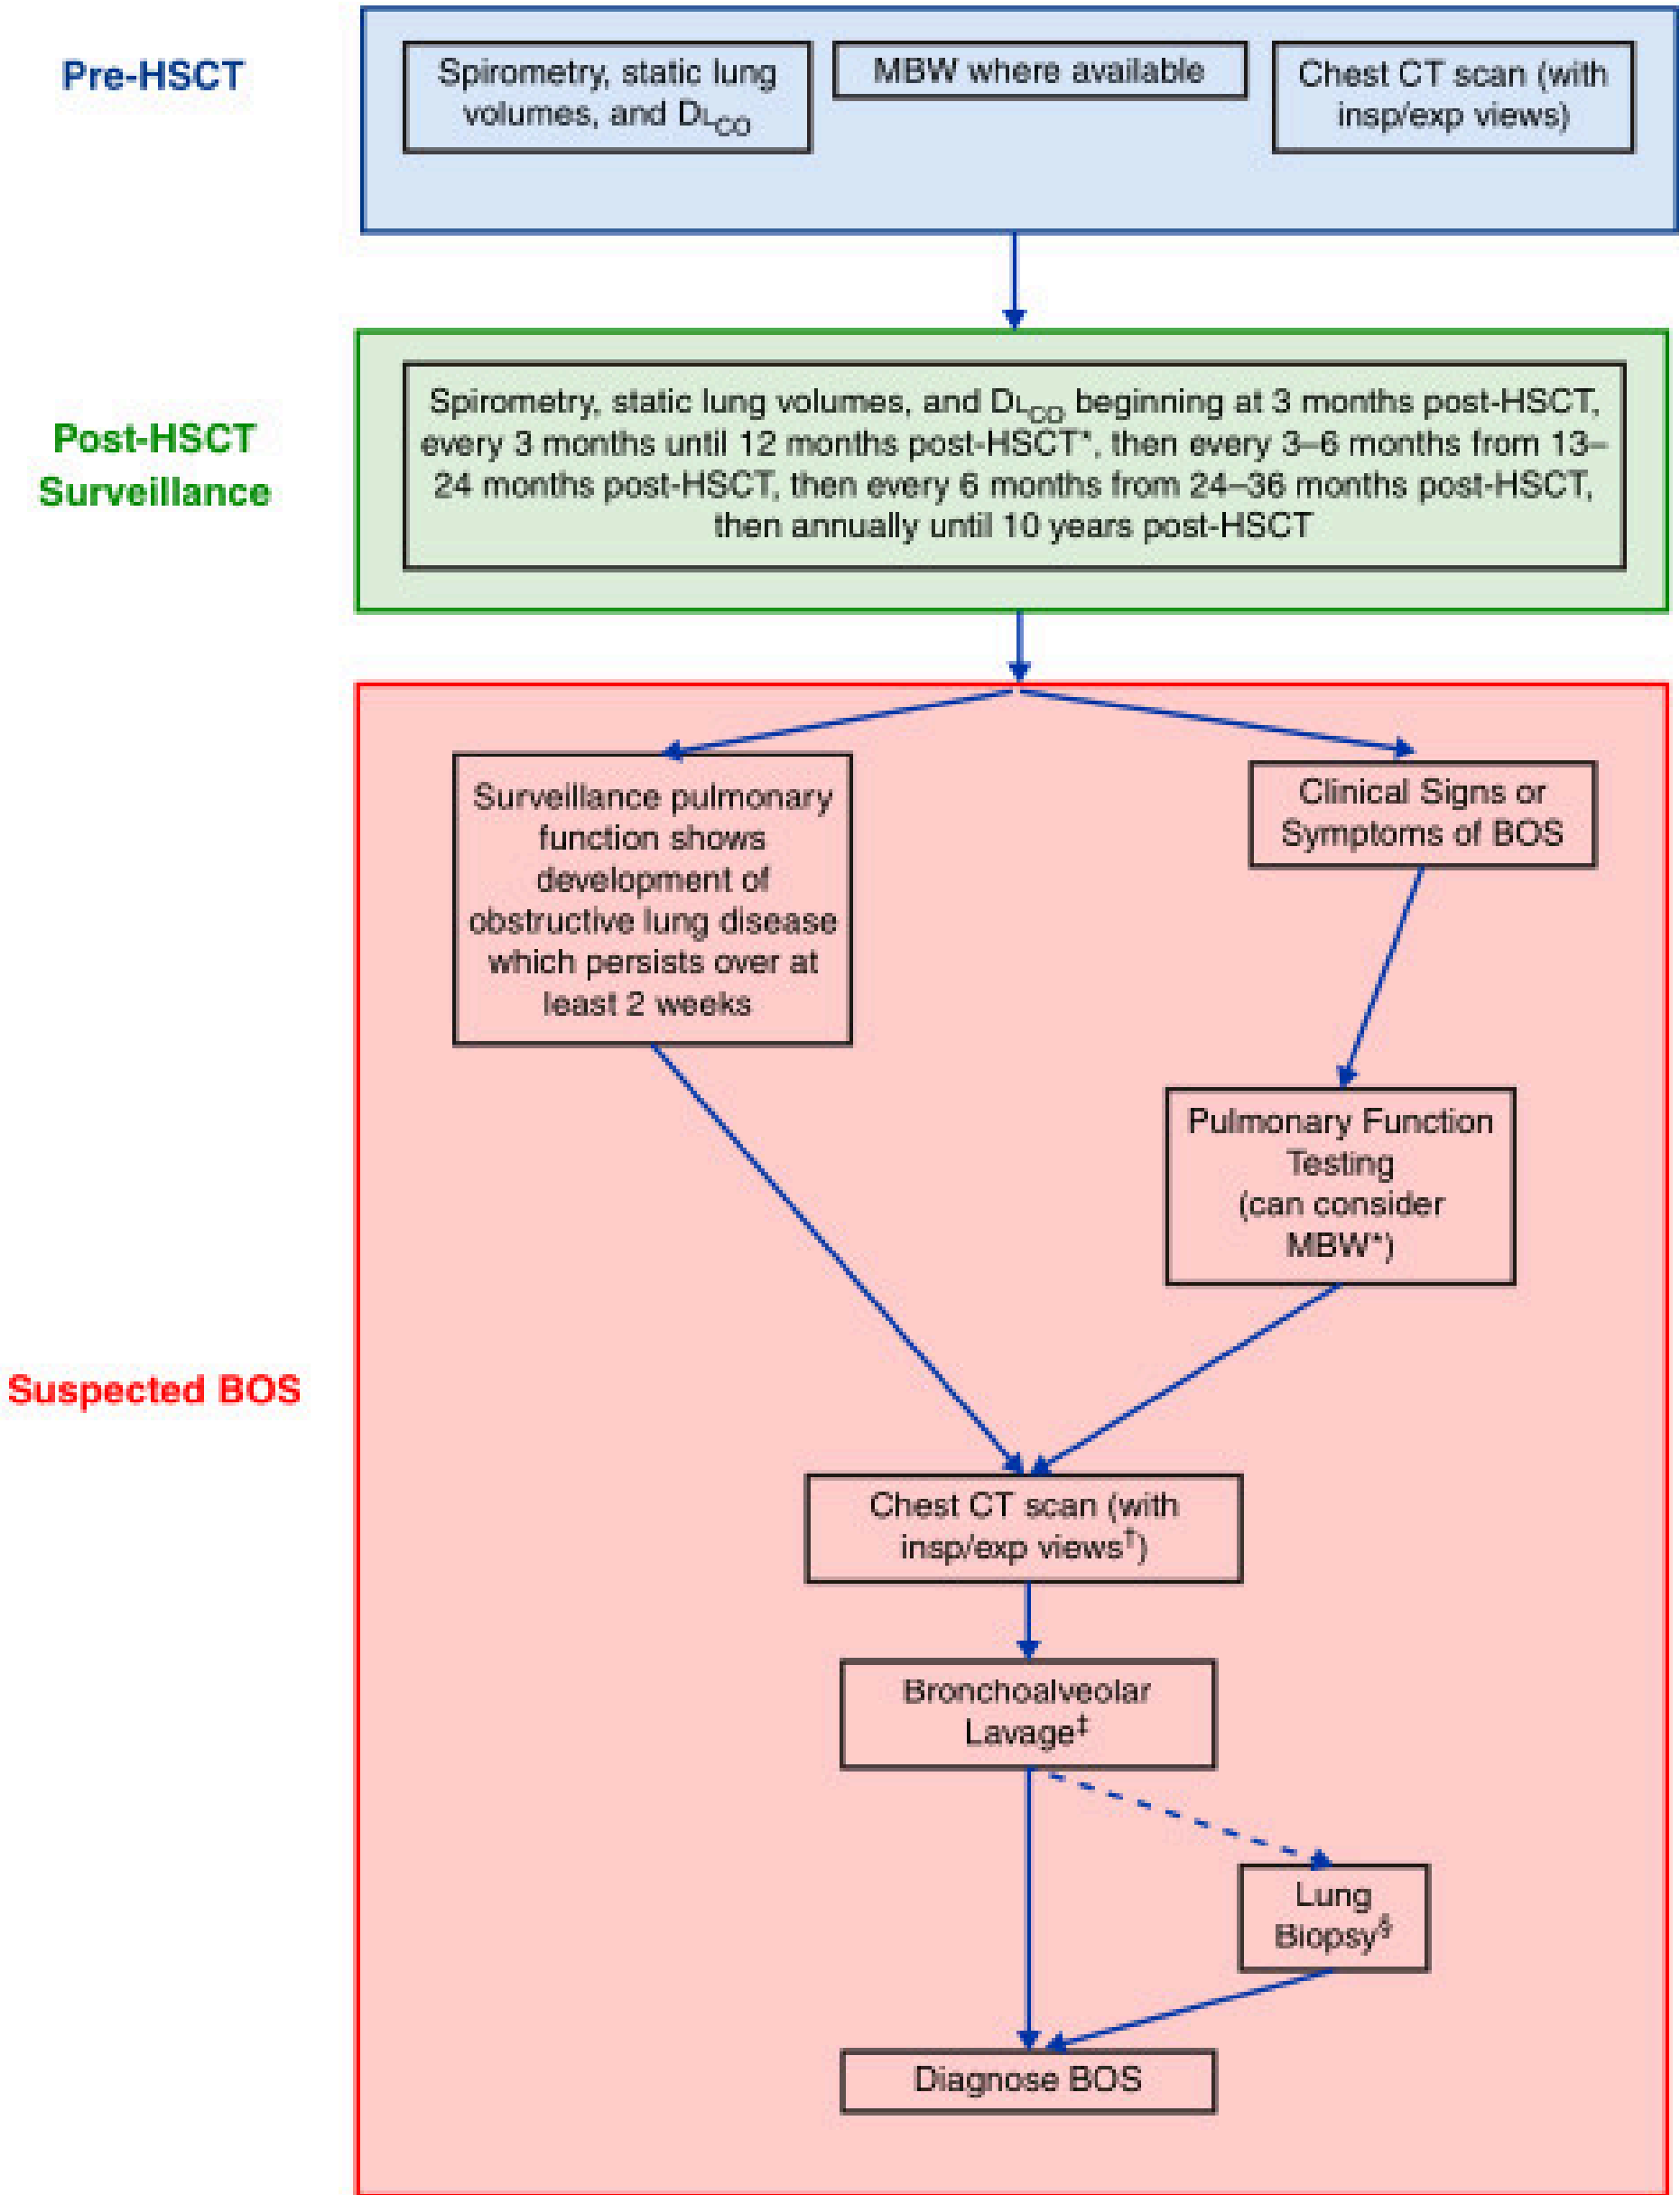 Pre-HSCT
Spirometry, static lung
volumes, and DLCO
MBW where available
Chest CT scan (with
insp/exp views)
Post-HSCT
Surveillance
Spirometry, static lung volumes, and DLCO beginning at 3 months post-HSCT,
every 3 months until 12 months post-HSCT*, then every 3–6 months from 13–
24 months post-HSCT, then every 6 months from 24–36 months post-HSCT,
then annually until 10 years post-HSCT
Surveillance pulmonary
function shows
development of
obstructive lung disease
which persists over at
least 2 weeks
Clinical Signs or
Symptoms of BOS
Pulmonary Function
Testing
(can consider
MBW*)
Suspected BOS
Chest CT scan (with
insp/exp views†)
Bronchoalveolar
Lavage‡
Lung
Biopsy§
Diagnose BOS